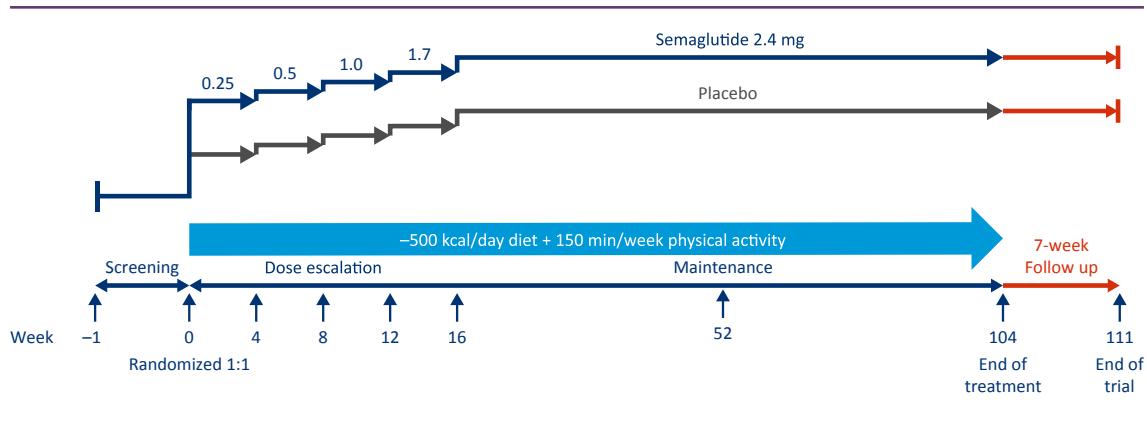 Semaglutide 2.4 mg
0.25
0.5
1.0
1.7
Placebo
–500 kcal/day diet + 150 min/week physical activity
Screening
Dose escalation
Maintenance
7-week
Follow up
Week
–1
0
4
8
12
16
52
104
111
Randomized 1:1
End of
treatment
End of
trial